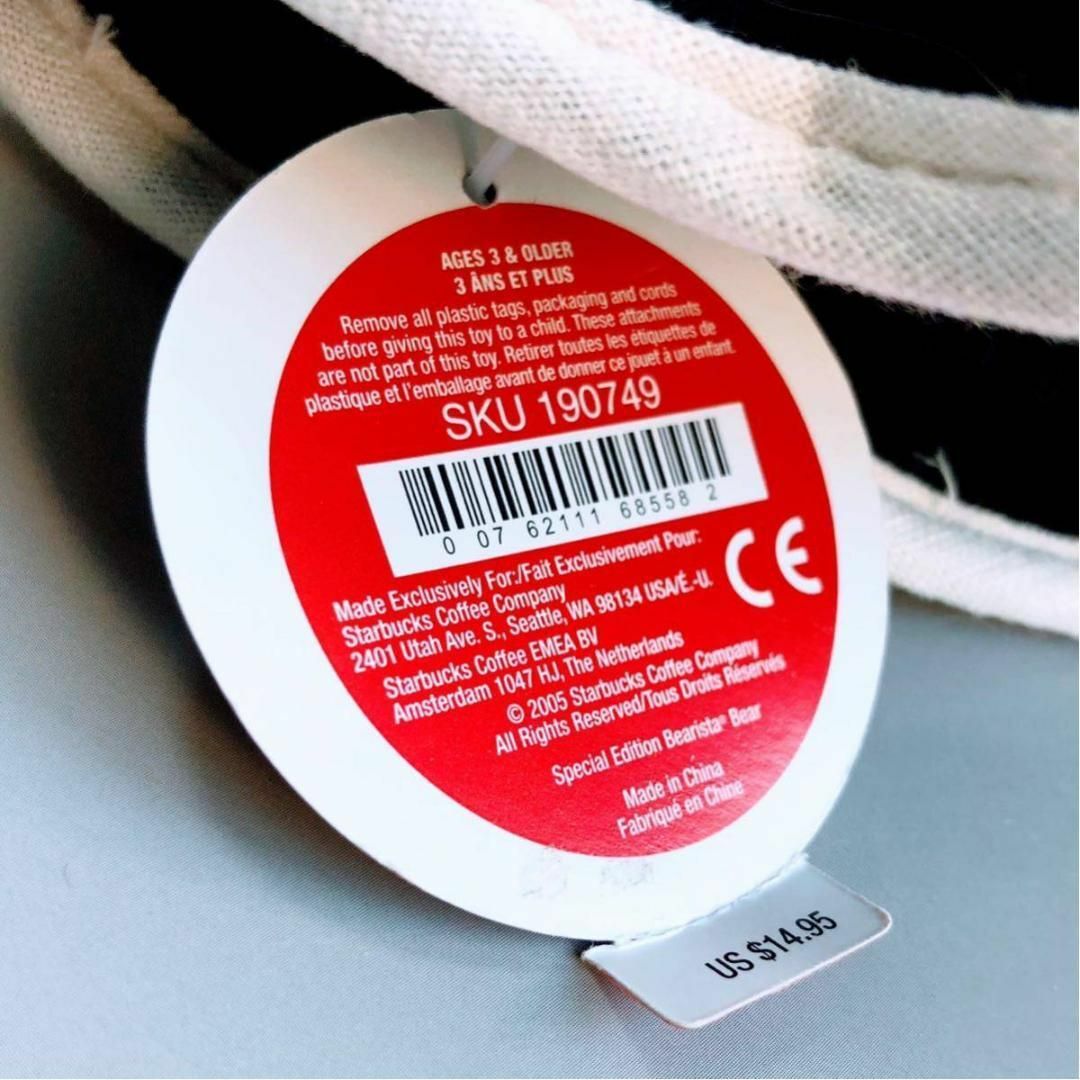 AGES 3 & OLDER
3 ÂNS ET PLUS
Remove all plastic tags, packaging and cords
before giving this toy to a child. These attachments
are not part of this toy. Retirer toutes les étiquettes de
plastique et l'emballage avant de donner ce jouet à un enfant.
SKU 190749
0 07 62111 68558 2
Made Exclusively For:/Fait Exclusivement Pour:
Starbucks Coffee Company
2401 Utah Ave. S., Seattle, WA 98134 USA/É.-U.
CE
Starbucks Coffee EMEA BV
Amsterdam 1047 HJ, The Netherlands
© 2005 Starbucks Coffee Company
All Rights Reserved/Tous Droits Réservés
Special Edition Bearista® Bear
Made in China
Fabriqué en Chine
US $14.95